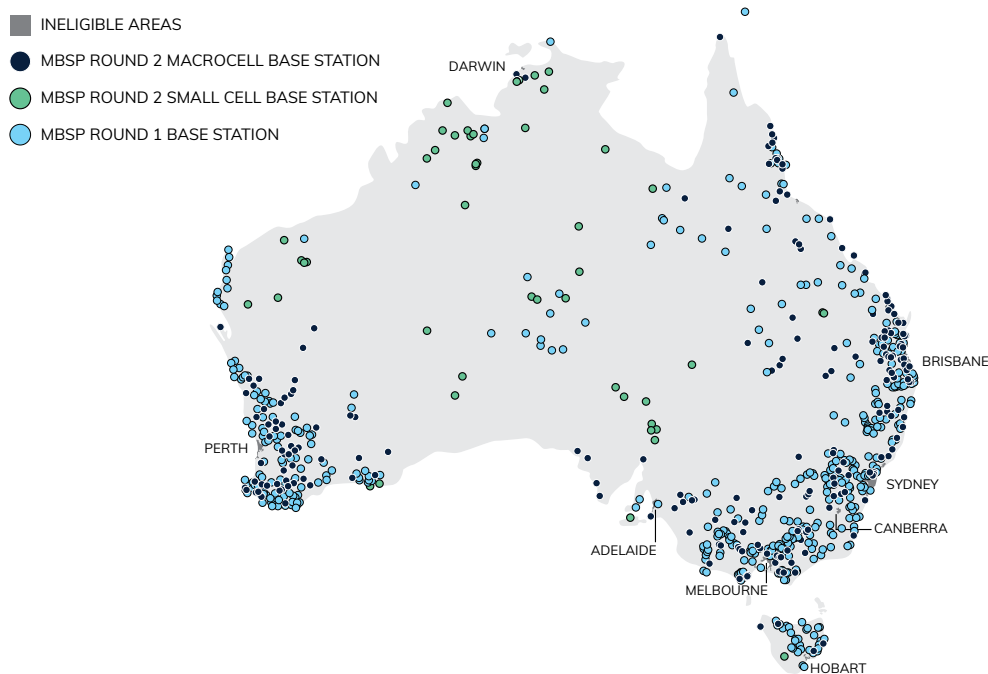 INELIGIBLE AREAS
MBSP ROUND 2 MACROCELL BASE STATION
MBSP ROUND 2 SMALL CELL BASE STATION
MBSP ROUND 1 BASE STATION
DARWIN
BRISBANE
PERTH
SYDNEY
CANBERRA
ADELAIDE
MELBOURNE
HOBART